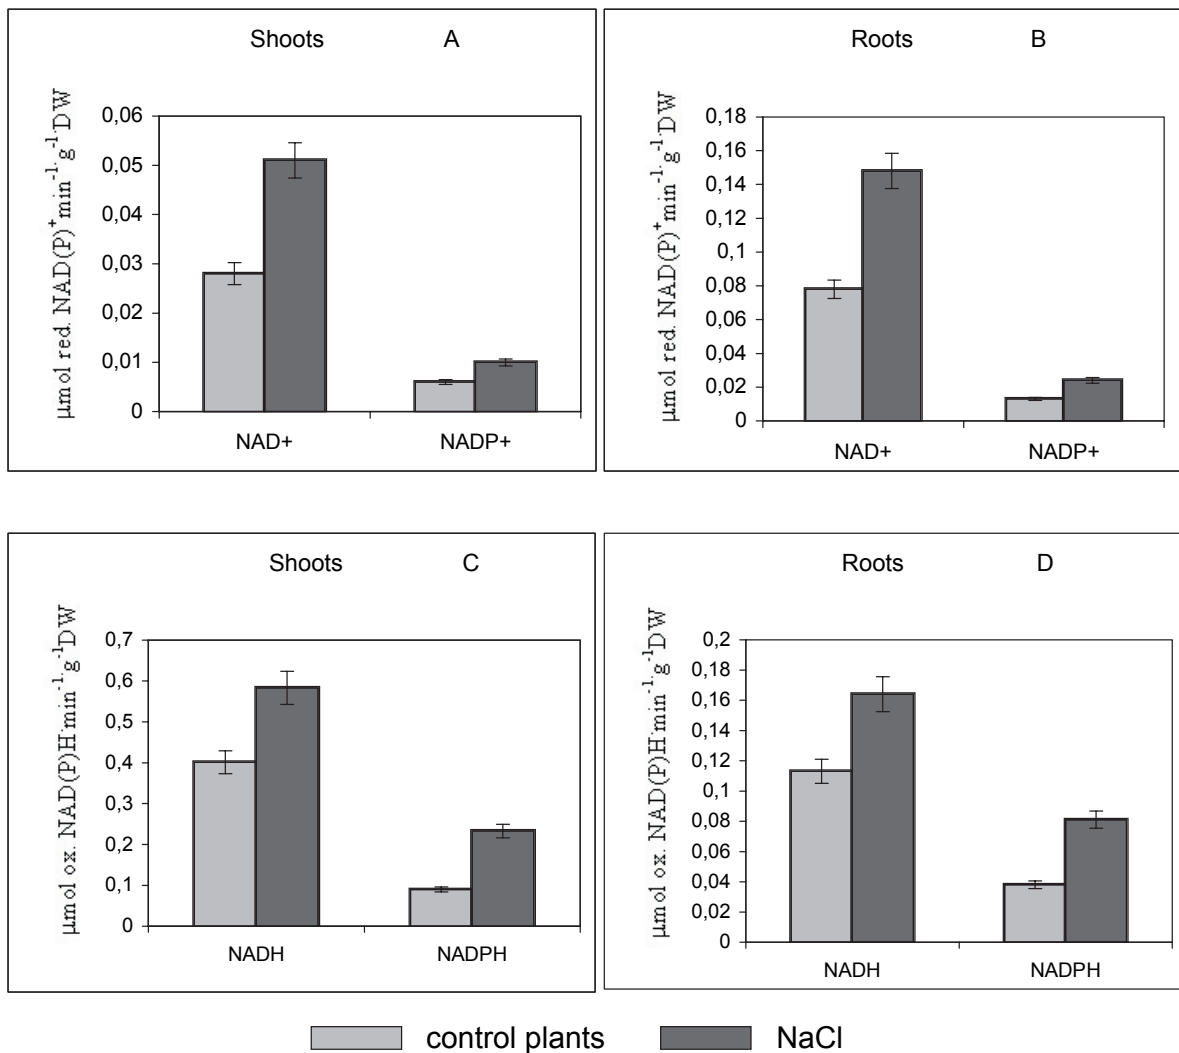 Shoots A
µmol red. NAD(P)⁺min⁻¹·g⁻¹·DW
0,06
0,05
0,04
0,03
0,02
0,01
0
NAD+ NADP+
Roots B
µmol red. NAD(P)⁺min⁻¹·g⁻¹·DW
0,18
0,16
0,14
0,12
0,1
0,08
0,06
0,04
0,02
0
NAD+ NADP+
Shoots C
µmol ox. NAD(P)H·min⁻¹·g⁻¹DW
0,7
0,6
0,5
0,4
0,3
0,2
0,1
0
NADH NADPH
Roots D
µmol ox. NAD(P)H·min⁻¹·g⁻¹DW
0,2
0,18
0,16
0,14
0,12
0,1
0,08
0,06
0,04
0,02
0
NADH NADPH
control plants NaCl